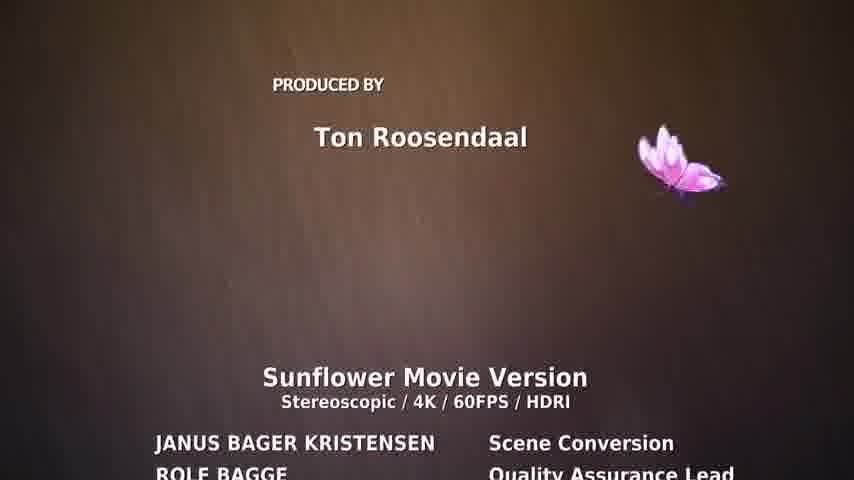 PRODUCED BY
Ton Roosendaal
Sunflower Movie Version
Stereoscopic / 4K / 60FPS / HDRI
JANUS BAGER KRISTENSEN Scene Conversion
ROLF BAGGE Quality Assurance Lead